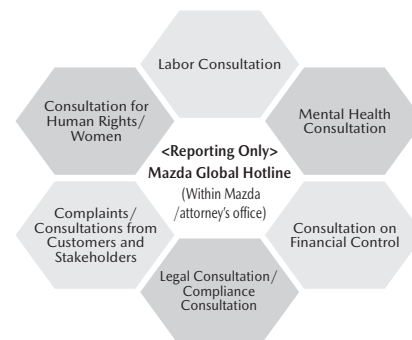 Labor Consultation
Consultation for
Human Rights/
Women
Mental Health
Consultation
<Reporting Only>
Mazda Global Hotline
(Within Mazda
/attorney's office)
Complaints/
Consultations from
Customers and
Stakeholders
Consultation on
Financial Control
Legal Consultation/
Compliance
Consultation